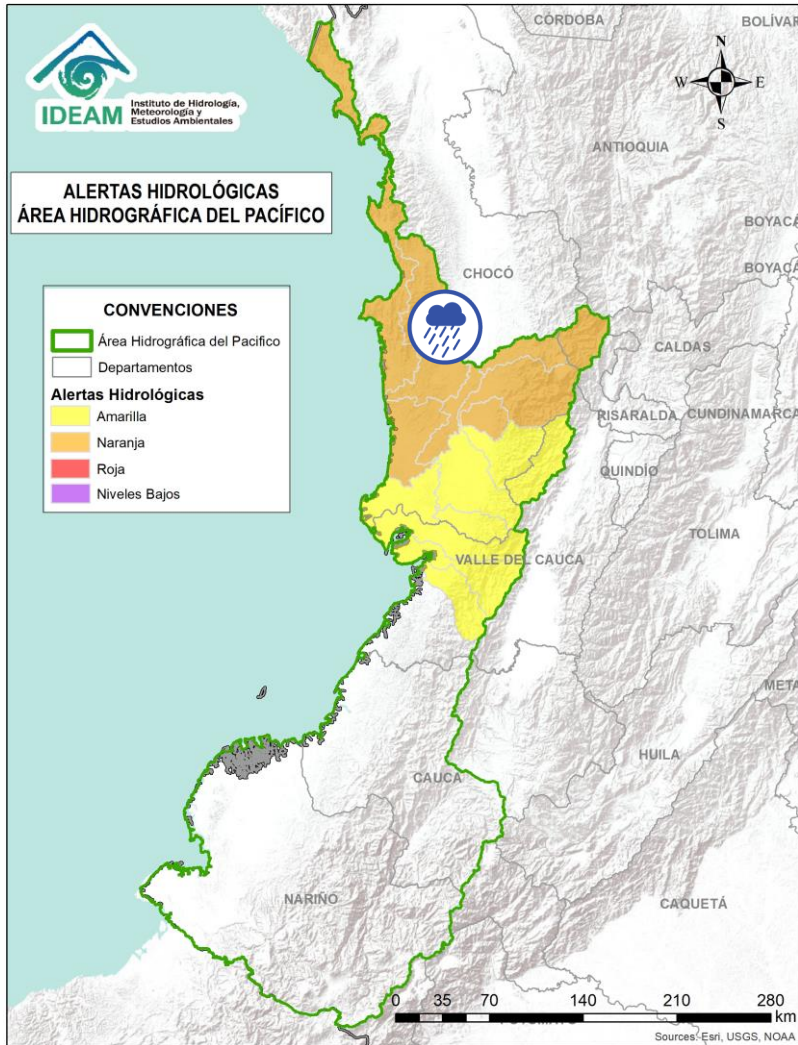 CÓRDOBA
BOLÍVAR
N
W
E
S
IDEAM
Instituto de Hidrología,
Meteorología y
Estudios Ambientales
ANTIOQUIA
ALERTAS HIDROLÓGICAS
ÁREA HIDROGRÁFICA DEL PACÍFICO
BOYACÁ
BOYACÁ
CHOCÓ
CONVENCIONES
Área Hidrográfica del Pacifico
Departamentos
Alertas Hidrológicas
Amarilla
Naranja
Roja
Niveles Bajos
CALDAS
RISARALDA
CUNDINAMARCA
QUINDÍO
TOLIMA
VALLE DEL CAUCA
META
HUILA
CAUCA
NARIÑO
CAQUETÁ
0 35 70 140 210 280
km
Sources: Esri, USGS, NOAA